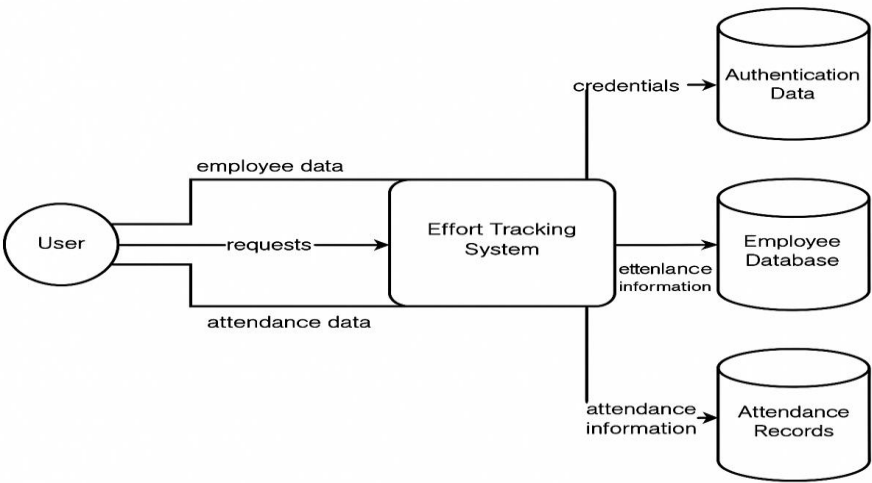 credentials
Authentication
Data
employee data
User
requests
Effort Tracking
System
Employee
Database
ettenlance
information
attendance data
attendance
information
Attendance
Records